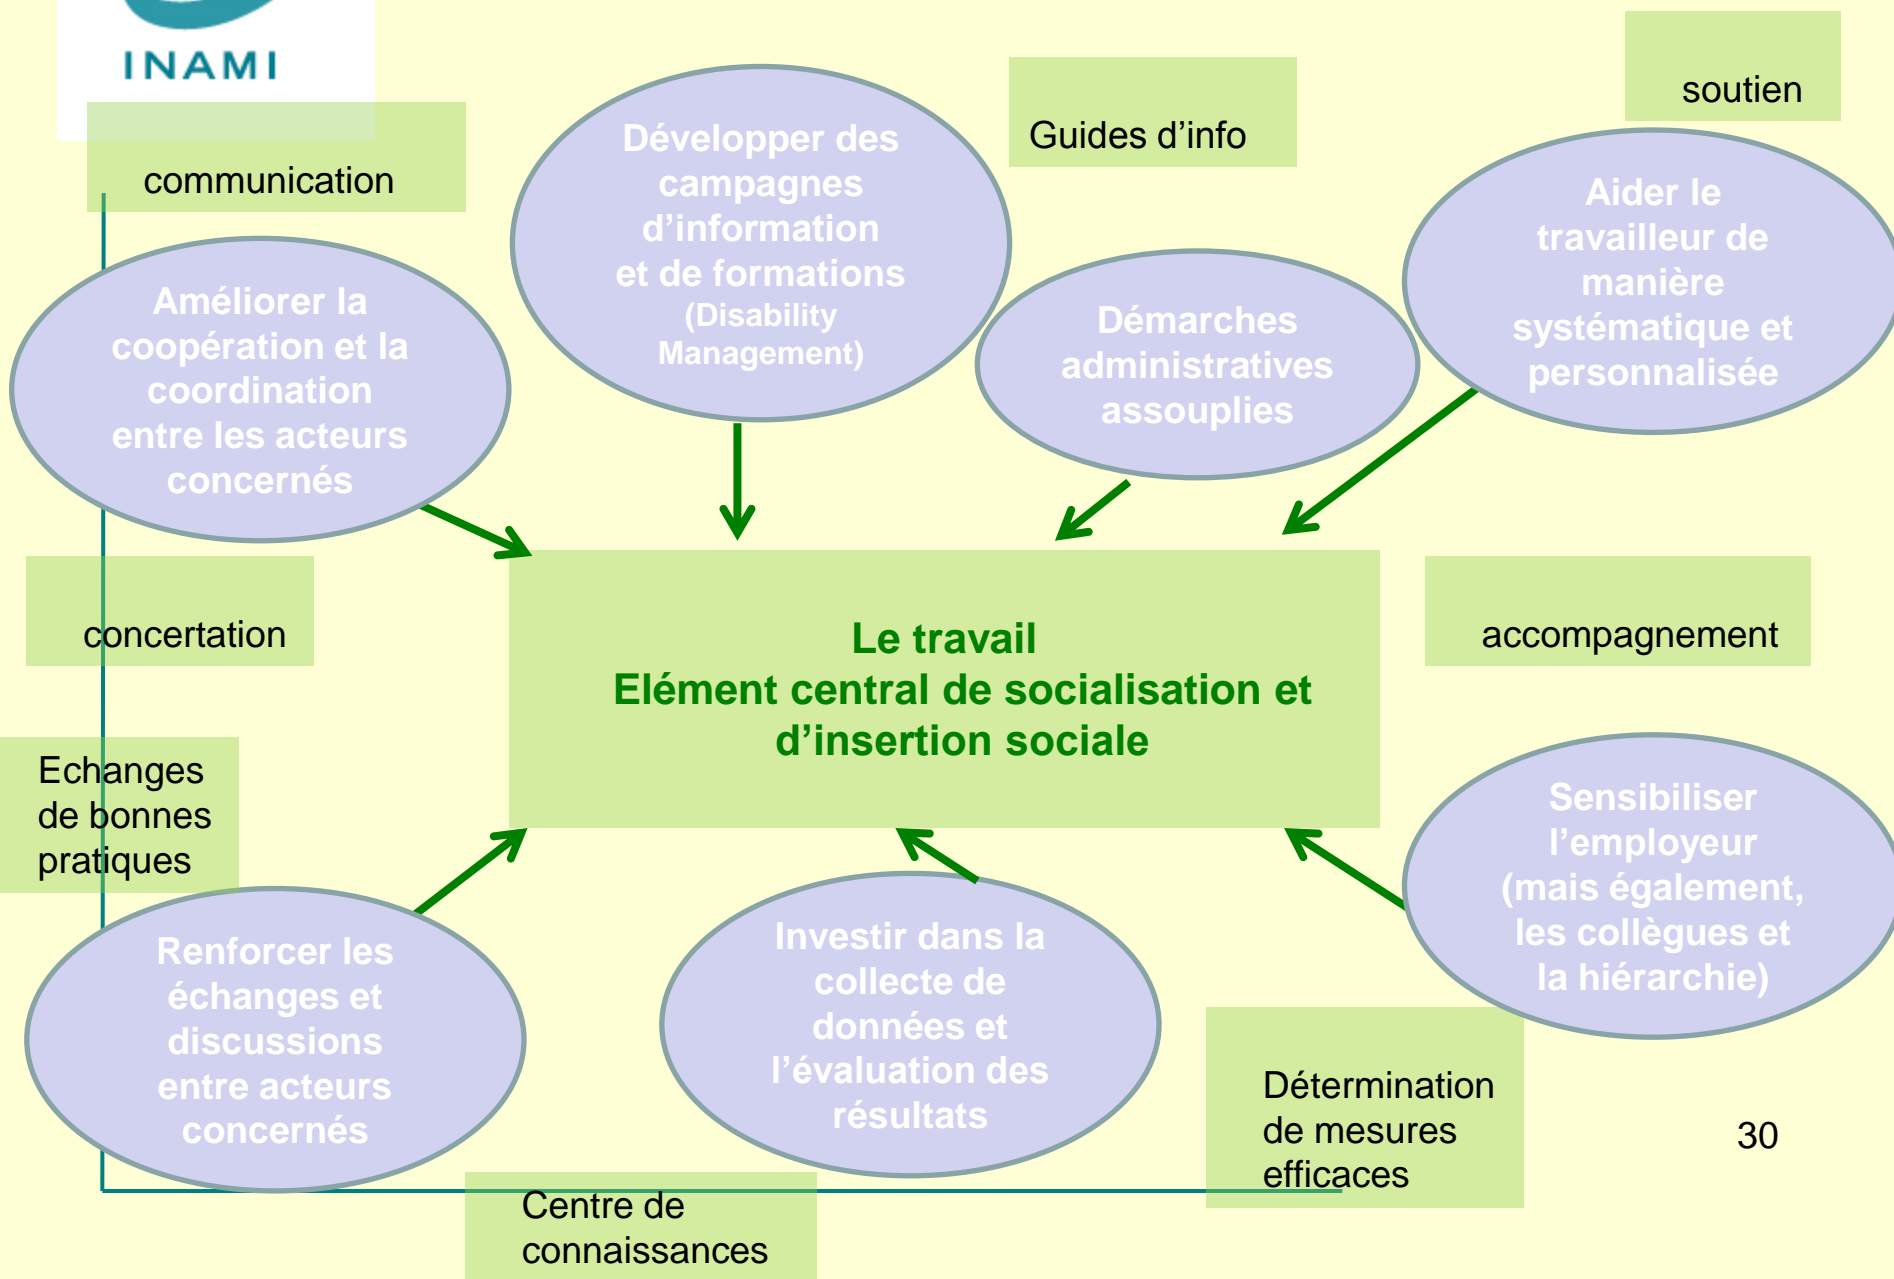 INAMI
communication
Développer des
campagnes
d’information
et de formations
(Disability
Management)
Guides d’info
soutien
Améliorer la
coopération et la
coordination
entre les acteurs
concernés
Démarches
administratives
assouplies
Aider le
travailleur de
manière
systématique et
personnalisée
concertation
Le travail
Elément central de socialisation et
d’insertion sociale
accompagnement
Echanges
de bonnes
pratiques
Renforcer les
échanges et
discussions
entre acteurs
concernés
Investir dans la
collecte de
données et
l’évaluation des
résultats
Sensibiliser
l’employeur
(mais également,
les collègues et
la hiérarchie)
Centre de
connaissances
Détermination
de mesures
efficaces
30